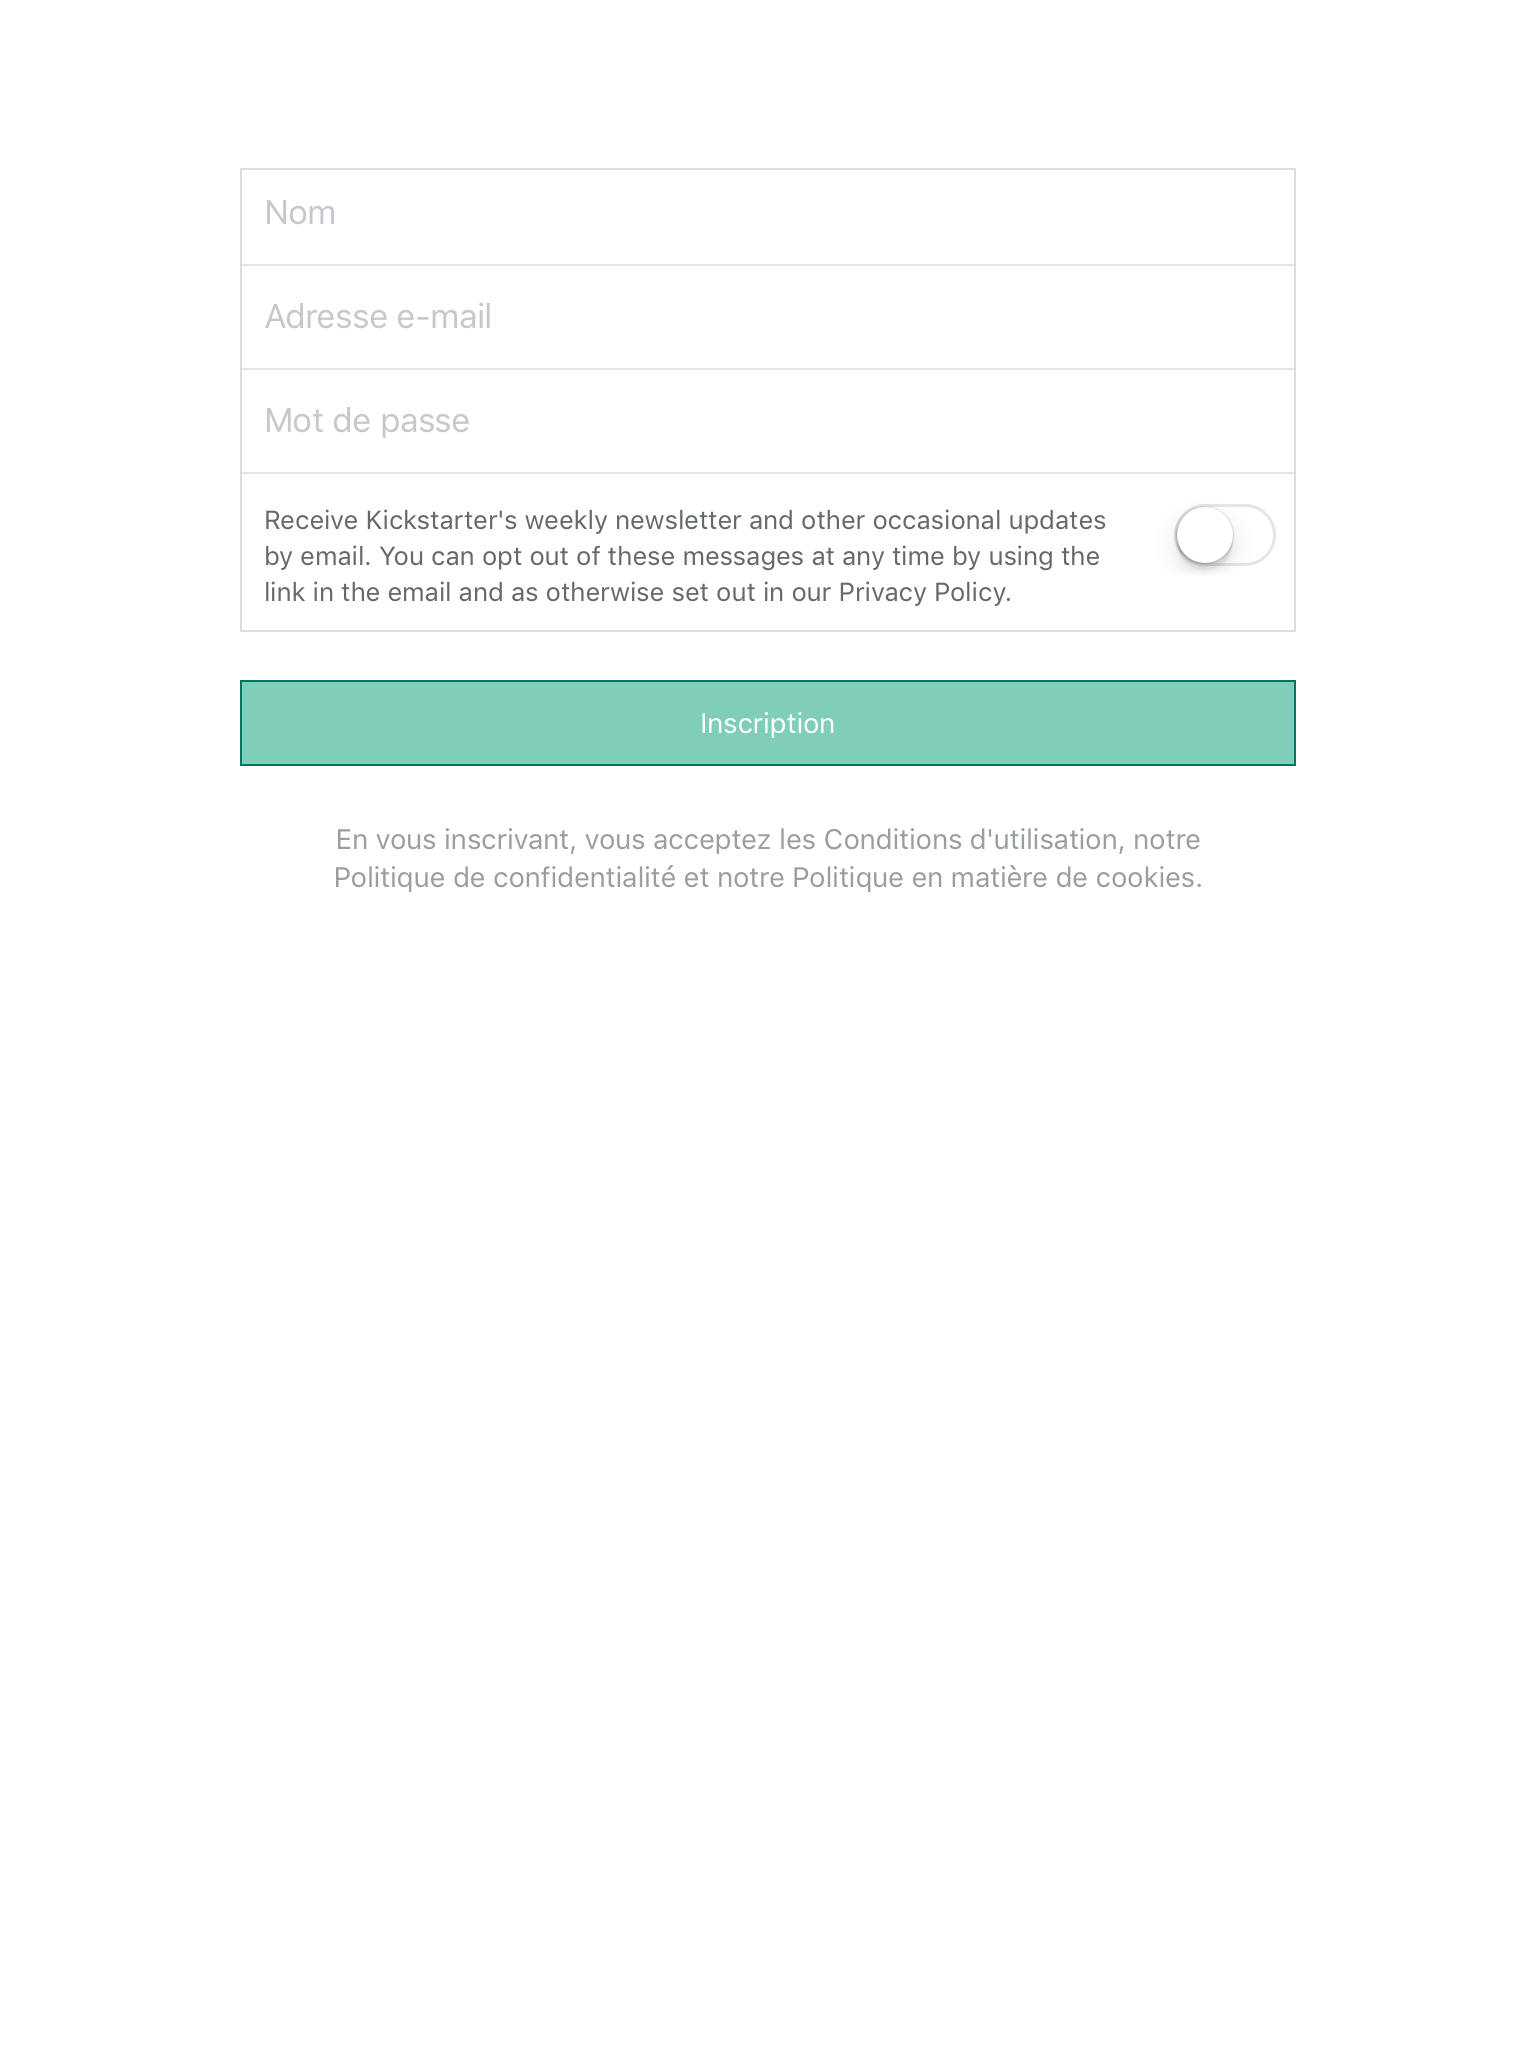 Nom
Adresse e-mail
Mot de passe
Receive Kickstarter's weekly newsletter and other occasional updates
by email. You can opt out of these messages at any time by using the
link in the email and as otherwise set out in our Privacy Policy.
Inscription
En vous inscrivant, vous acceptez les Conditions d'utilisation, notre
Politique de confidentialité et notre Politique en matière de cookies.